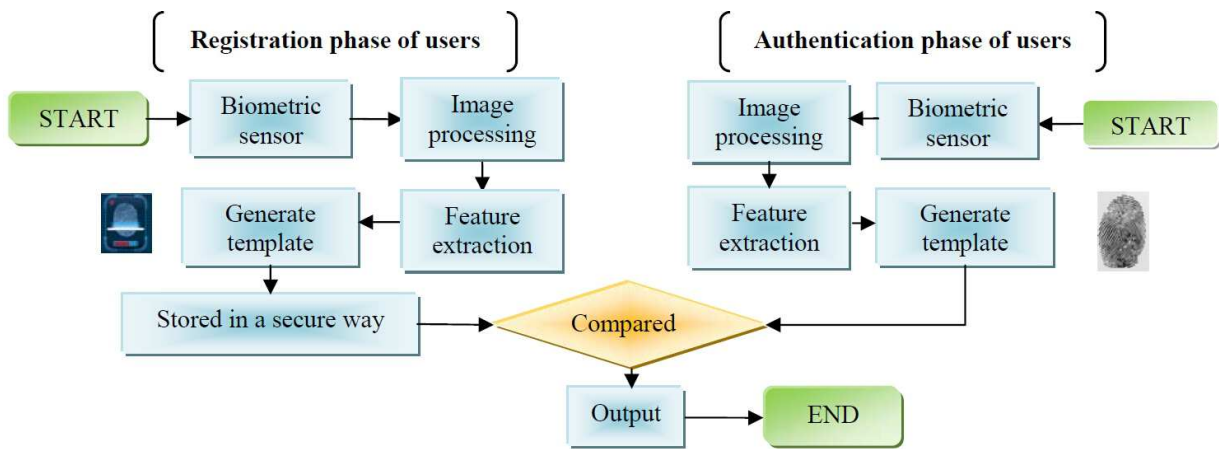 Registration phase of users
START
Biometric
sensor
Image
processing
Generate
template
Feature
extraction
Stored in a secure way
Authentication phase of users
Image
processing
Biometric
sensor
START
Feature
extraction
Generate
template
Compared
Output
END